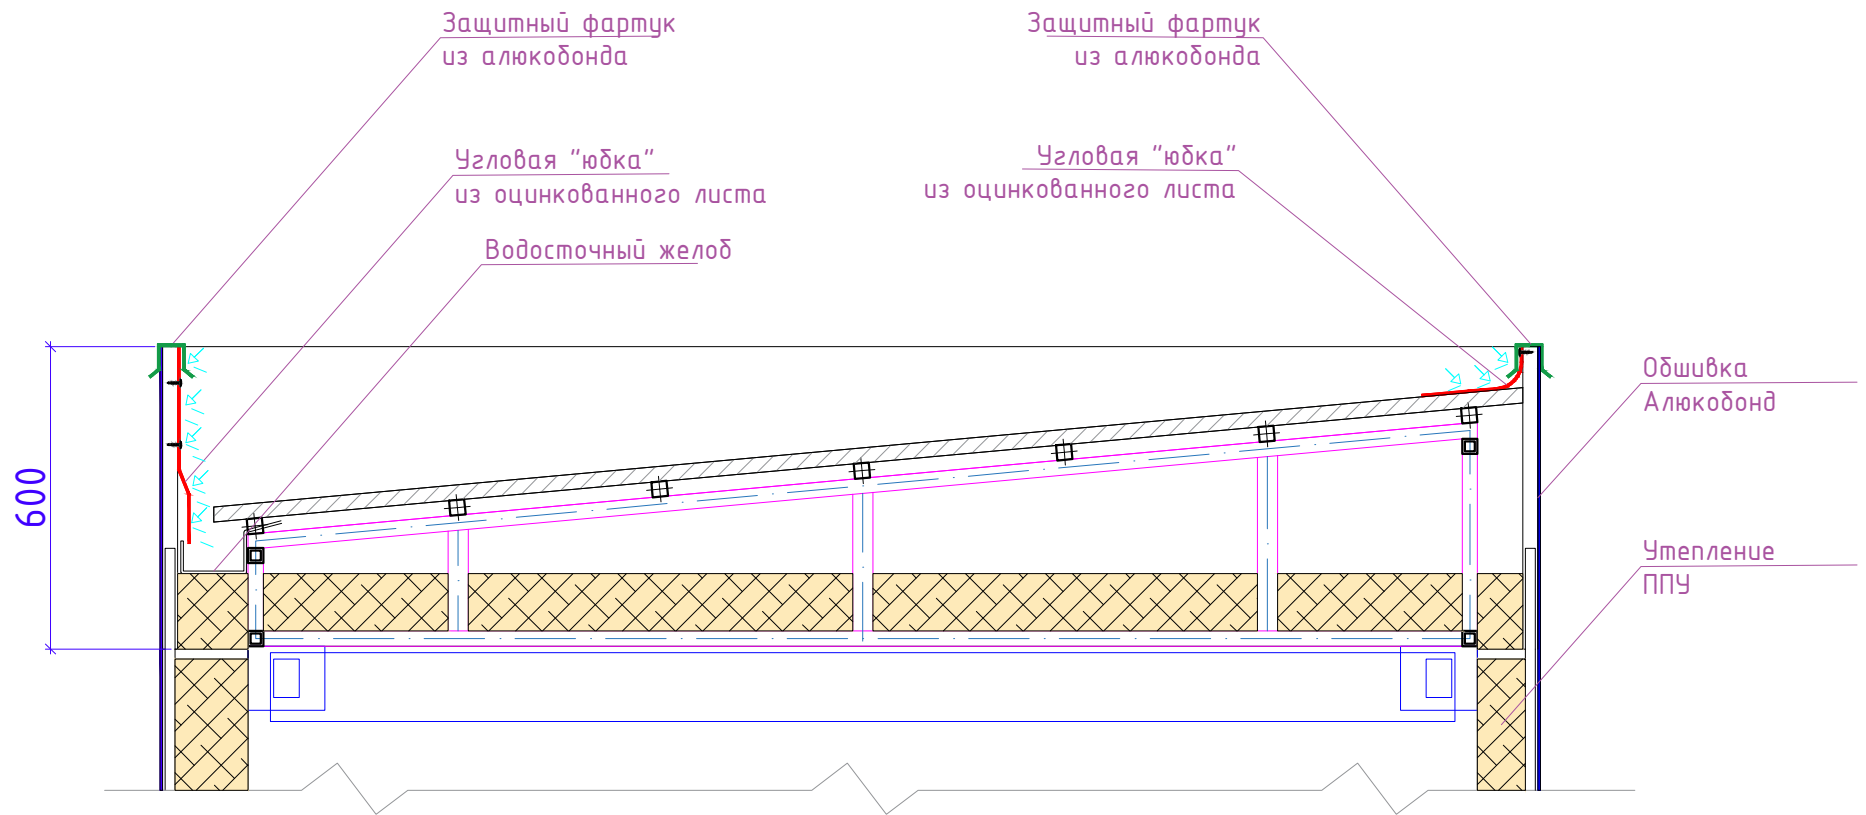 Защитный фартук
из алюкобонда
Защитный фартук
из алюкобонда
Угловая "юбка"
из оцинкованного листа
Угловая "юбка"
из оцинкованного листа
Водосточный желоб
Обшивка
Алюкобонд
600
Утепление
ППУ